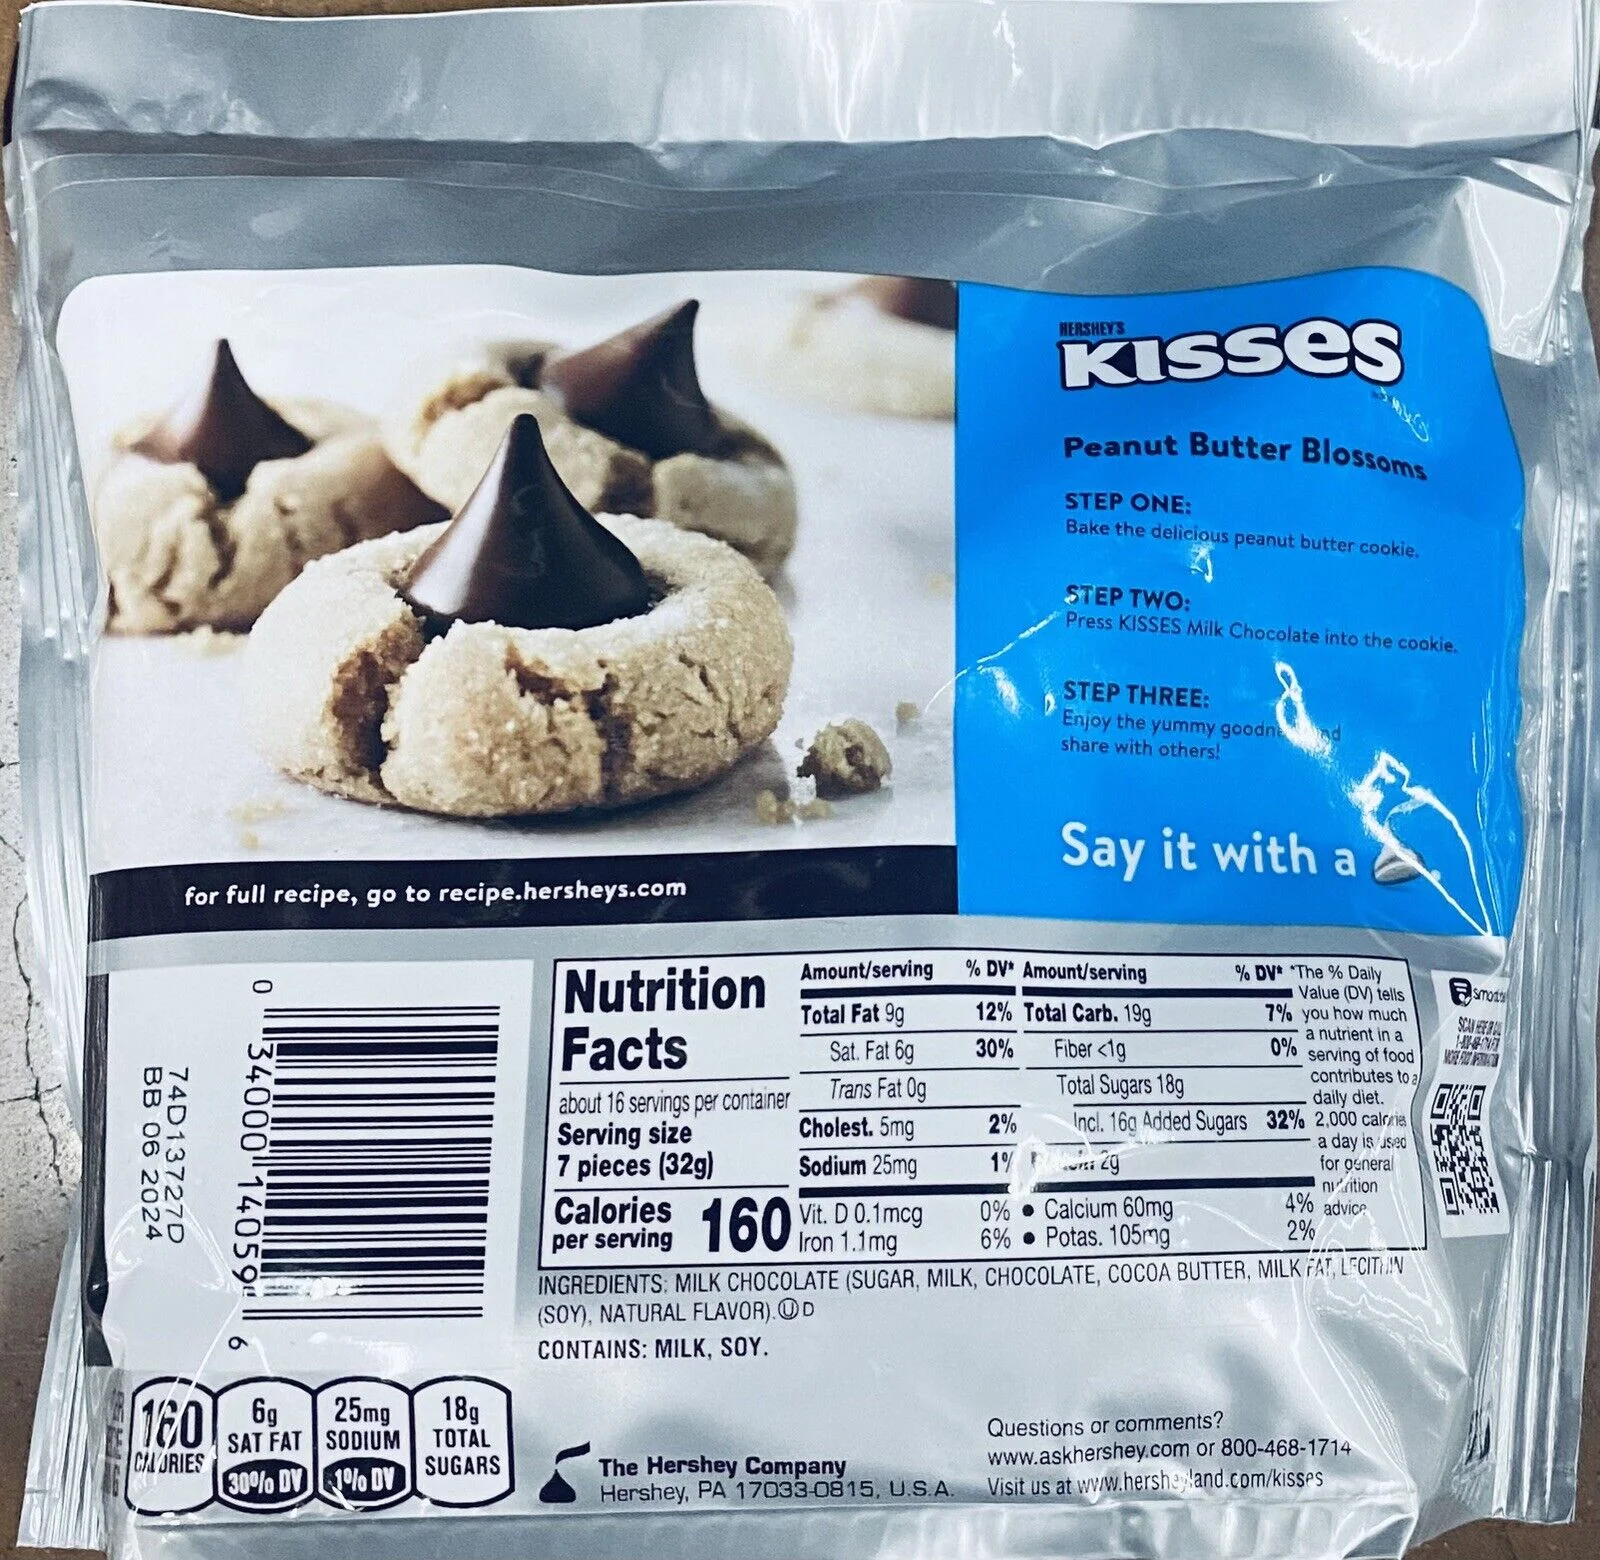 HERSHEY'S
KISSES
Peanut Butter Blossoms
STEP ONE:
Bake the delicious peanut butter cookie.
STEP TWO:
Press KISSES Milk Chocolate into the cookie.
STEP THREE:
Enjoy the yummy
share with others!
Say it with a
for full recipe, go to recipe.hersheys.com
0 34000 14059 6
74D13727D
BB 06 2024
Nutrition
Facts
about 16 servings per container
Serving size
7 pieces (32g)
Calories
per serving 160
Amount/serving % DV*
Total Fat 9g 12%
Sat. Fat 6g 30%
Trans Fat 0g
Cholest. 5mg 2%
Sodium 25mg 1%
Amount/serving % DV*
Total Carb. 19g 7%
Fiber <1g 0%
Total Sugars 18g
Incl. 16g Added Sugars 32%
Protein 2g
Vit. D 0.1mcg 0% • Calcium 60mg 4%
Iron 1.1mg 6% • Potas. 105mg 2%
*The % Daily
Value (DV) tells
you how much
a nutrient in a
serving of food
contributes to a
daily diet.
2,000 calories
a day is used
for general
nutrition
advice
INGREDIENTS: MILK CHOCOLATE (SUGAR, MILK, CHOCOLATE, COCOA BUTTER, MILK FAT, LECITHIN
(SOY), NATURAL FLAVOR).ⓊD
CONTAINS: MILK, SOY.
160
CALORIES
6g
SAT FAT
30% DV
25mg
SODIUM
1% DV
18g
TOTAL
SUGARS
The Hershey Company
Hershey, PA 17033-0815, U.S.A.
Questions or comments?
www.askhershey.com or 800-468-1714
Visit us at www.hersheyland.com/kisses